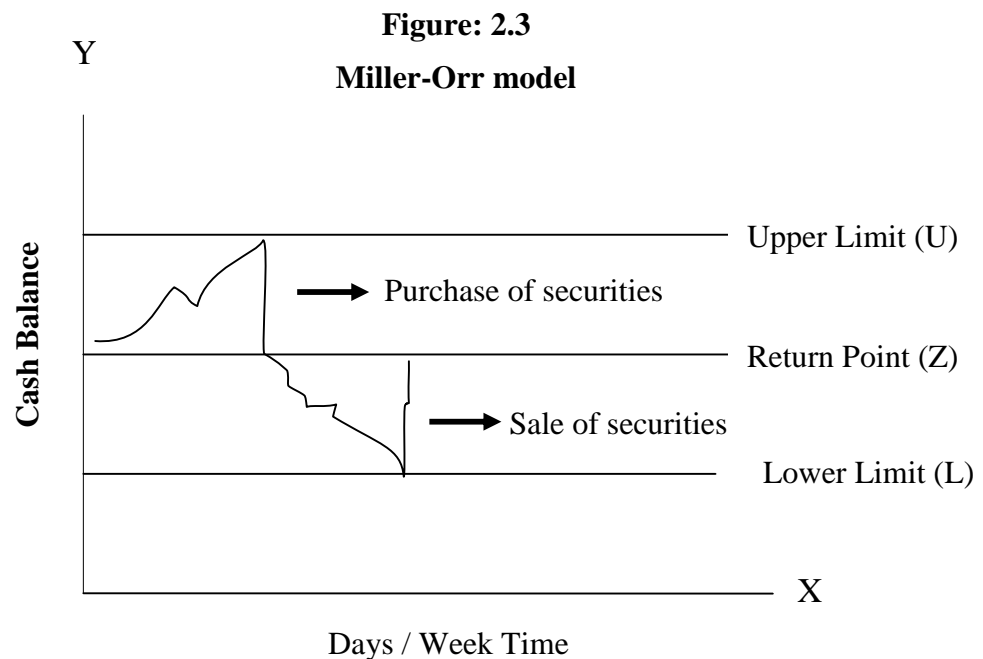 Figure: 2.3
Y
Miller-Orr model
Upper Limit (U)
Purchase of securities
Cash Balance
Return Point (Z)
Sale of securities
Lower Limit (L)
X
Days / Week Time